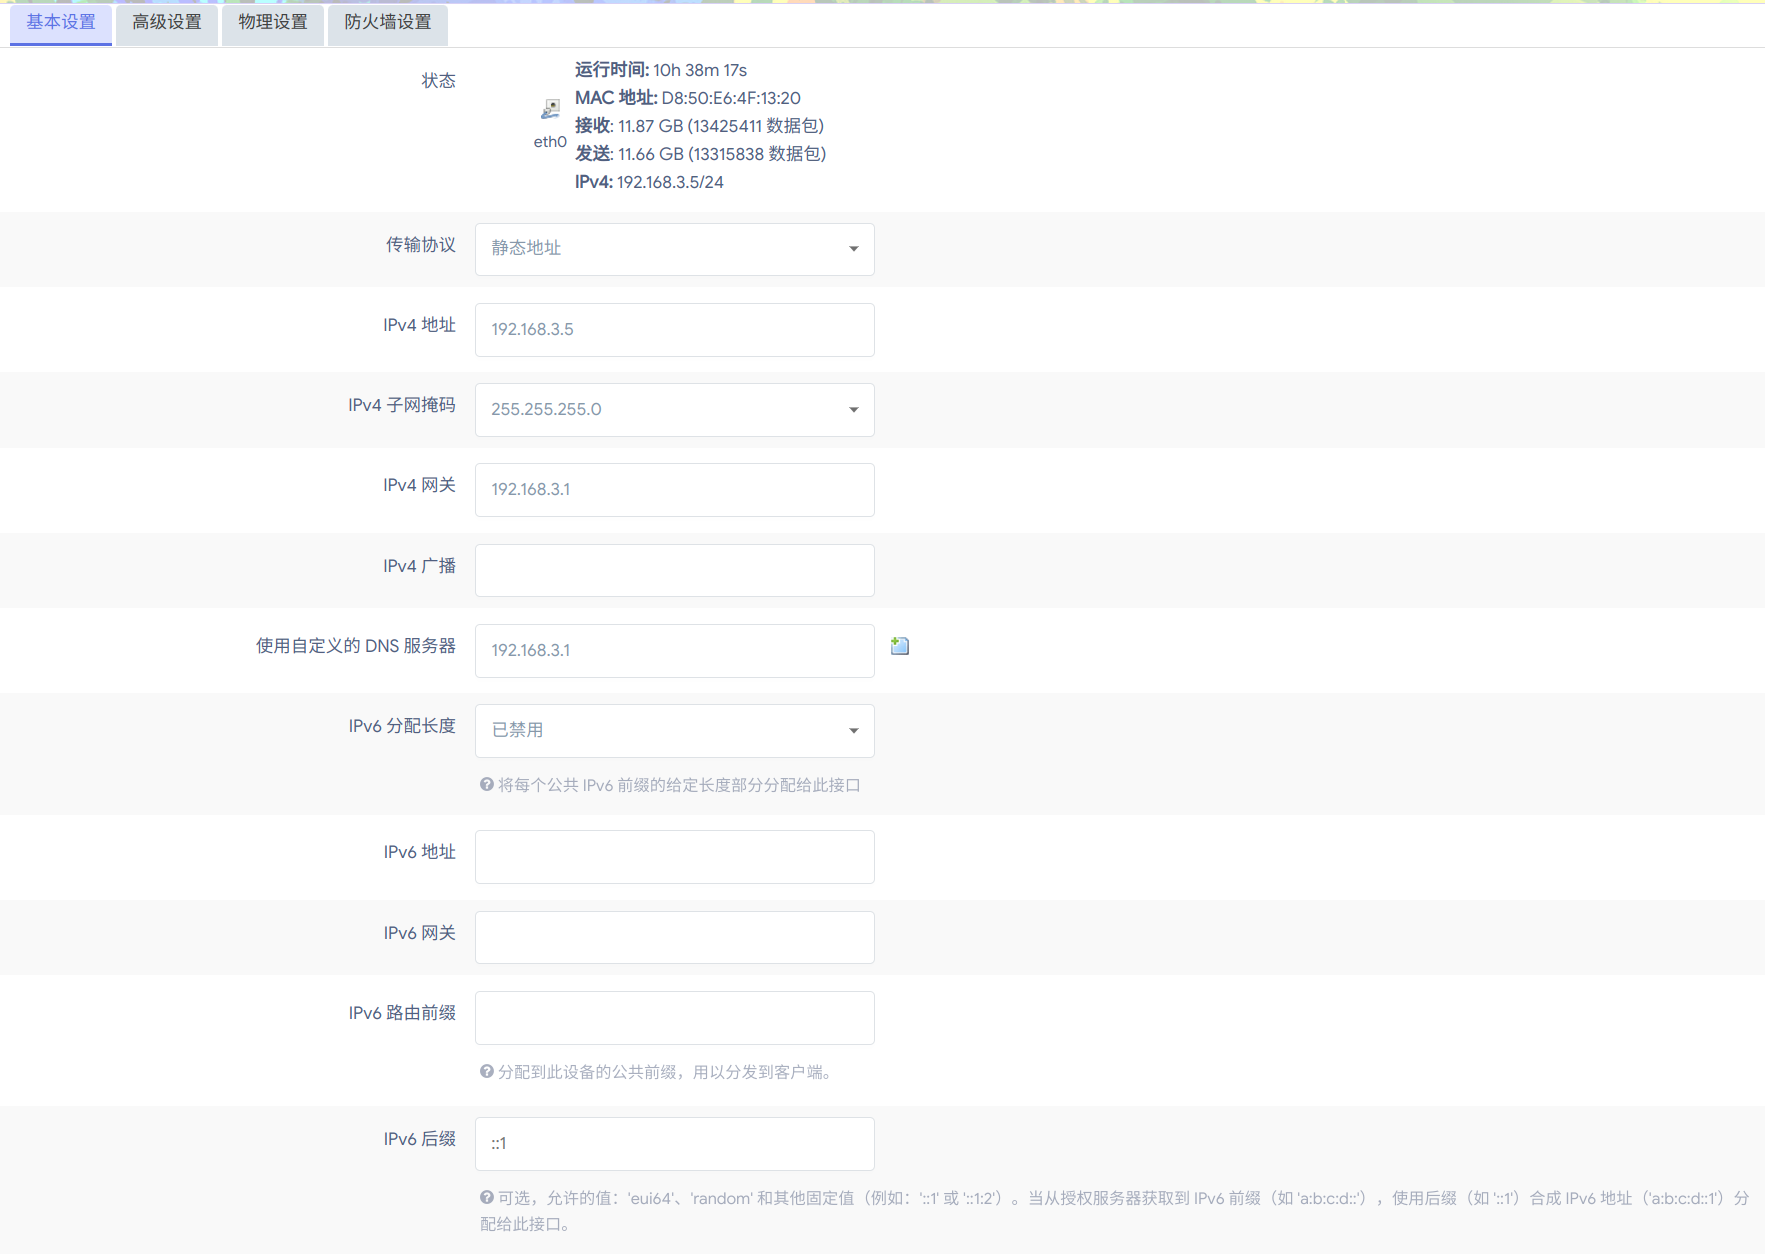 基本设置 高级设置 物理设置 防火墙设置
状态
eth0
运行时间: 10h 38m 17s
MAC 地址: D8:50:E6:4F:13:20
接收: 11.87 GB (13425411 数据包)
发送: 11.66 GB (13315838 数据包)
IPv4: 192.168.3.5/24
传输协议 静态地址
IPv4 地址 192.168.3.5
IPv4 子网掩码 255.255.255.0
IPv4 网关 192.168.3.1
IPv4 广播
使用自定义的 DNS 服务器 192.168.3.1
IPv6 分配长度 已禁用
将每个公共 IPv6 前缀的给定长度部分分配给此接口
IPv6 地址
IPv6 网关
IPv6 路由前缀
分配到此设备的公共前缀，用以分发到客户端。
IPv6 后缀 ::1
可选，允许的值：'eui64'、'random' 和其他固定值（例如：'::1' 或 '::1:2'）。当从授权服务器获取到 IPv6 前缀（如 'a:b:c:d::'），使用后缀（如 '::1'）合成 IPv6 地址（'a:b:c:d::1'）分
配给此接口。